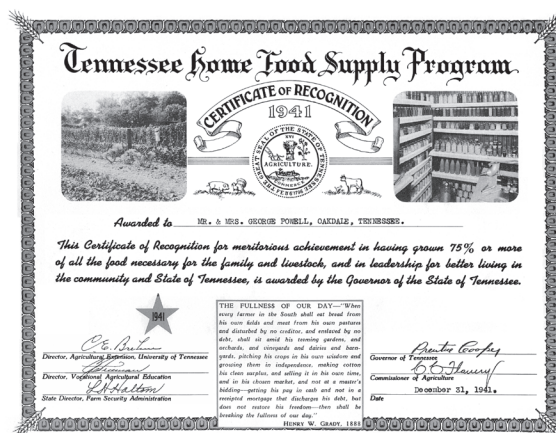 Tennessee Home Food Supply Program
CERTIFICATE OF RECOGNITION
1941
THE GREAT SEAL OF THE STATE OF TENNESSEE
XVI
AGRICULTURE
COMMERCE
Awarded to MR. & MRS. GEORGE POWELL, OAKDALE, TENNESSEE.
This Certificate of Recognition for meritorious achievement in having grown 75% or more
of all the food necessary for the family and livestock, and in leadership for better living in
the community and State of Tennessee, is awarded by the Governor of the State of Tennessee.
1941
Director, Agricultural Extension, University of Tennessee
Director, Vocational Agricultural Education
State Director, Farm Security Administration
THE FULLNESS OF OUR DAY—"When
every farmer in the South shall eat bread from
his own fields and meat from his own pastures
and disturbed by no creditor, and enslaved by no
debt, shall sit amid his teeming gardens, and
orchards, and vineyards and dairies and barn-
yards, pitching his crops in his own wisdom and
growing them in independence, making cotton
his clean surplus, and selling it in his own time,
and in his chosen market, and not at a master's
bidding—getting his pay in cash and not in a
receipted mortgage that discharges his debt, but
does not restore his freedom—then shall be
breaking the fullness of our day."
HENRY W. GRADY, 1888
Prentice Cooper
Governor of Tennessee
Commissioner of Agriculture
December 31, 1941.
Date